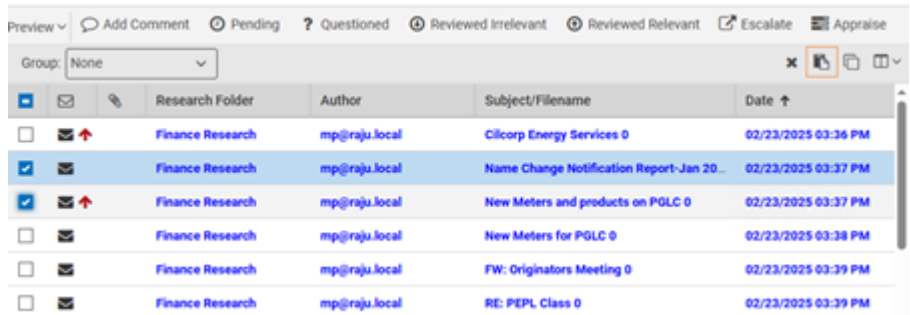 Preview Add Comment Pending ? Questioned Reviewed Irrelevant Reviewed Relevant Escalate Appraise
Group: None
Research Folder Author Subject/Filename Date ↑
Finance Research mp@raju.local Cilcorp Energy Services 0 02/23/2025 03:36 PM
Finance Research mp@raju.local Name Change Notification Report-Jan 20... 02/23/2025 03:37 PM
Finance Research mp@raju.local New Meters and products on PGLC 0 02/23/2025 03:37 PM
Finance Research mp@raju.local New Meters for PGLC 0 02/23/2025 03:38 PM
Finance Research mp@raju.local FW: Originators Meeting 0 02/23/2025 03:39 PM
Finance Research mp@raju.local RE: PEPL Class 0 02/23/2025 03:39 PM